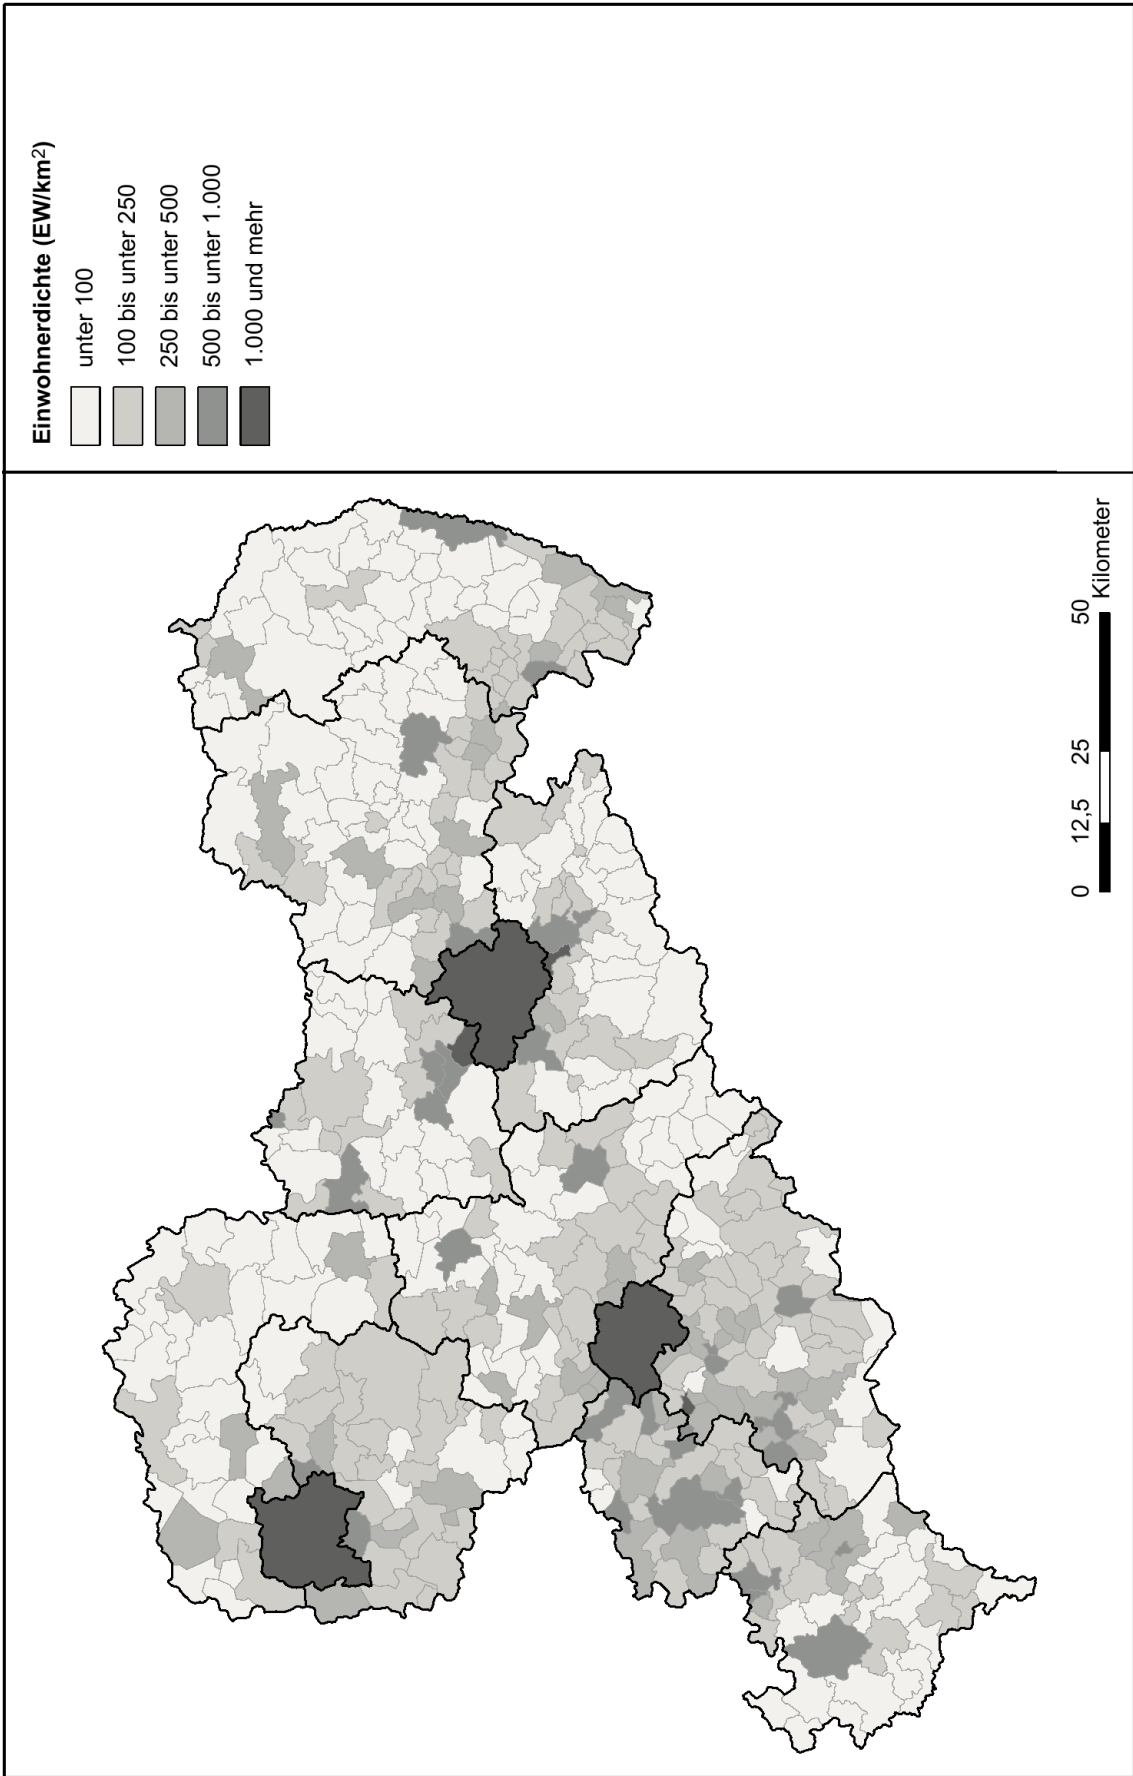 Einwohnerdichte (EW/km²)
unter 100
100 bis unter 250
250 bis unter 500
500 bis unter 1.000
1.000 und mehr
0 12,5 25 50
Kilometer